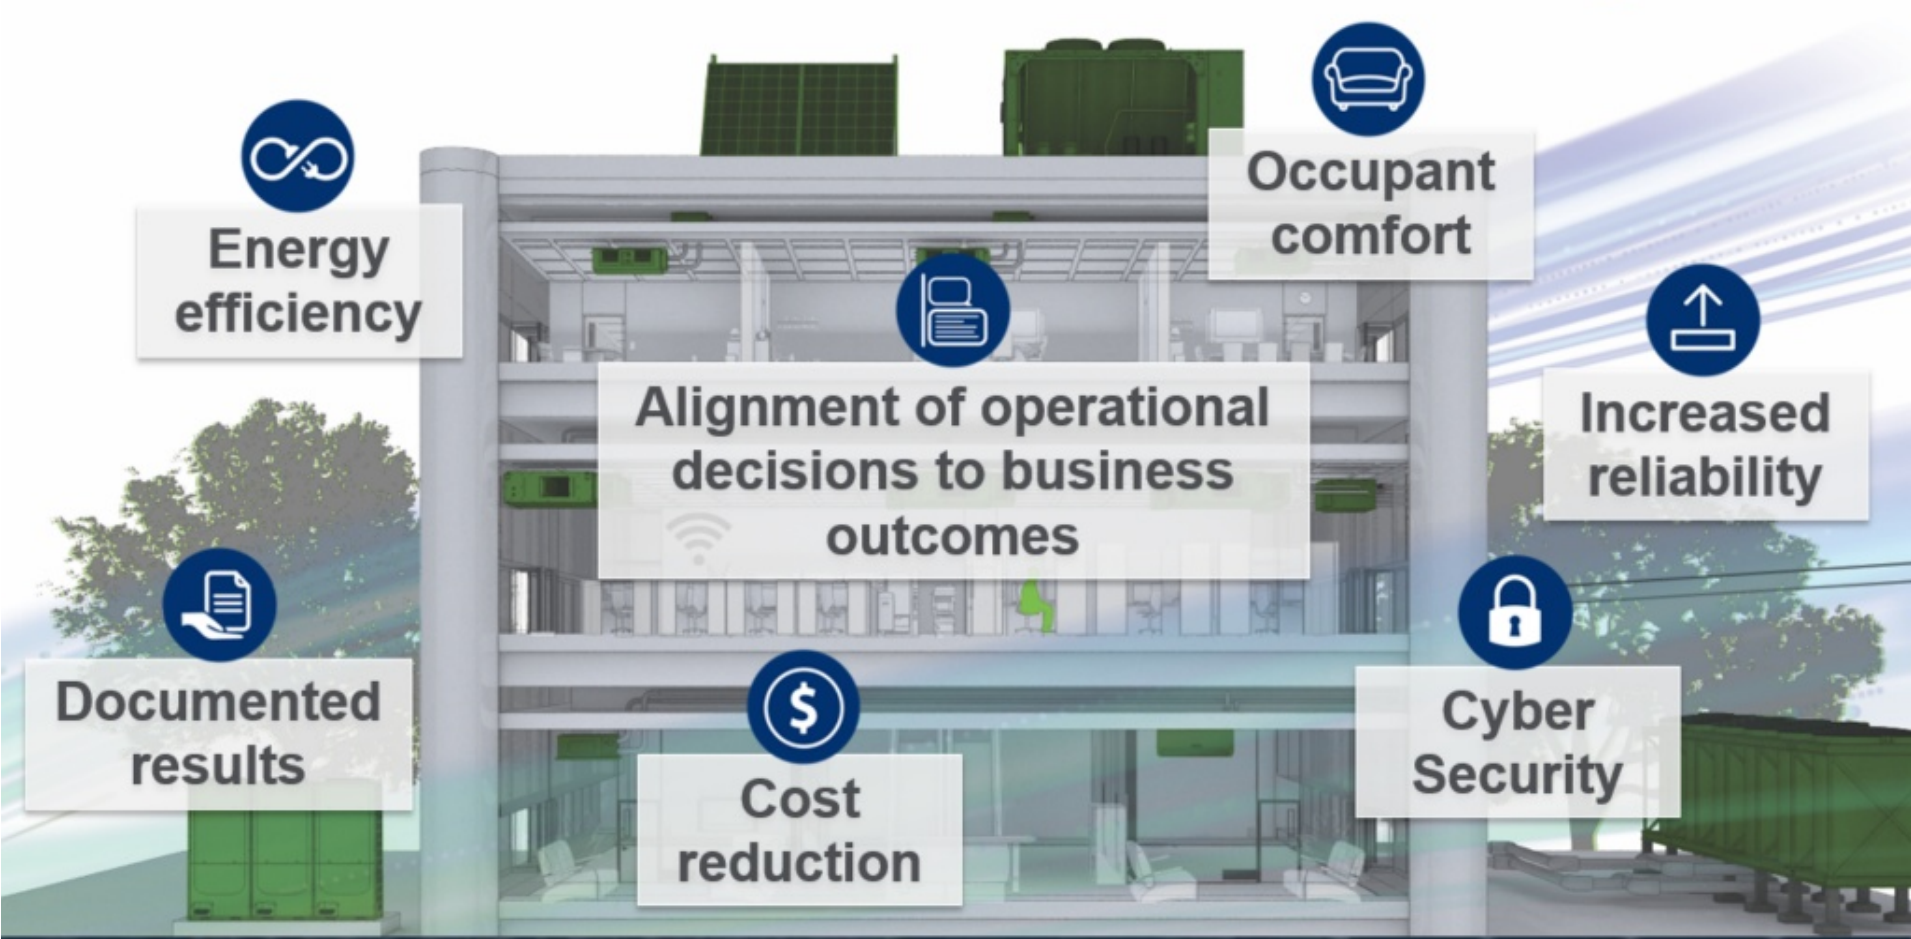 Energy
efficiency
Occupant
comfort
Alignment of operational
decisions to business
outcomes
Increased
reliability
Documented
results
Cost
reduction
Cyber
Security